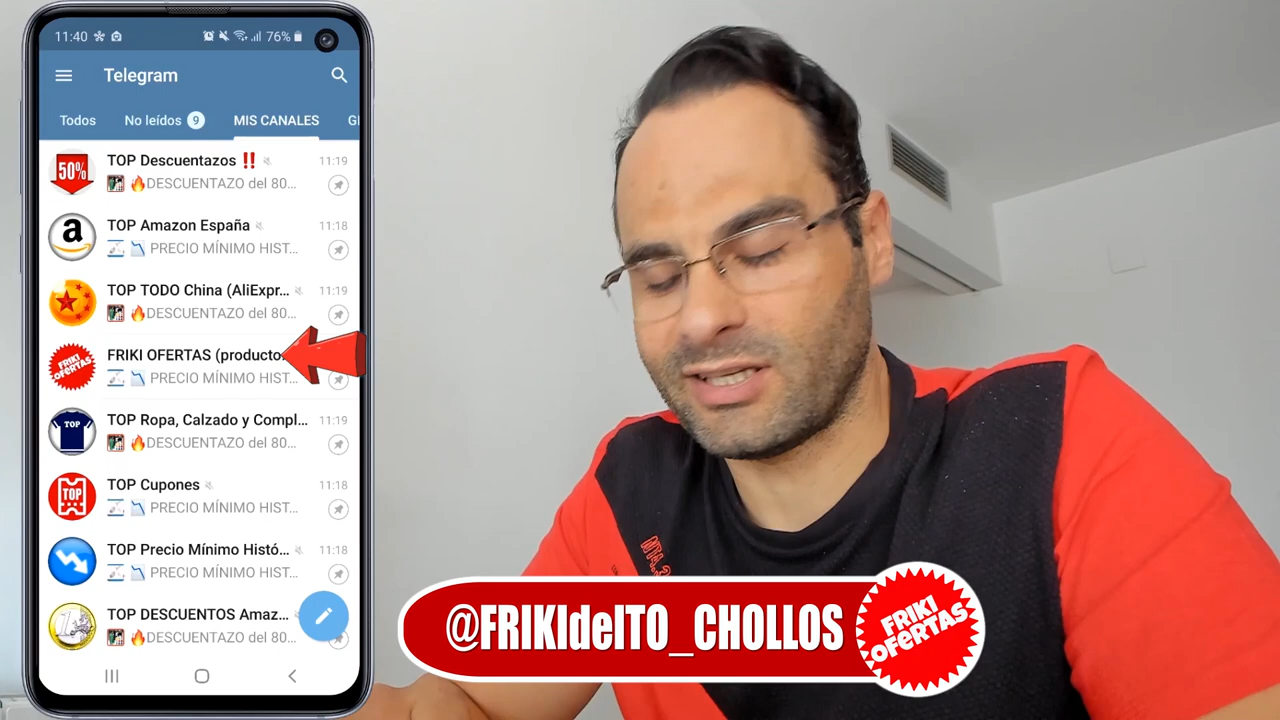 11:40
76%
Telegram
Todos
No leídos 9
MIS CANALES
50%
TOP Descuentazos ‼️
11:19
🔥DESCUENTAZO del 80...
a
TOP Amazon España
11:18
PRECIO MÍNIMO HIST...
TOP TODO China (AliExpr...
11:19
🔥DESCUENTAZO del 80...
FRIKI OFERTAS
FRIKI OFERTAS (producto
PRECIO MÍNIMO HIST...
TOP
TOP Ropa, Calzado y Compl...
11:19
🔥DESCUENTAZO del 80...
TOP
TOP Cupones
11:18
PRECIO MÍNIMO HIST...
TOP Precio Mínimo Histó...
11:18
PRECIO MÍNIMO HIST...
1
TOP DESCUENTOS Amaz...
🔥DESCUENTAZO del 80...
@FRIKIdelTO_CHOLLOS
FRIKI
OFERTAS